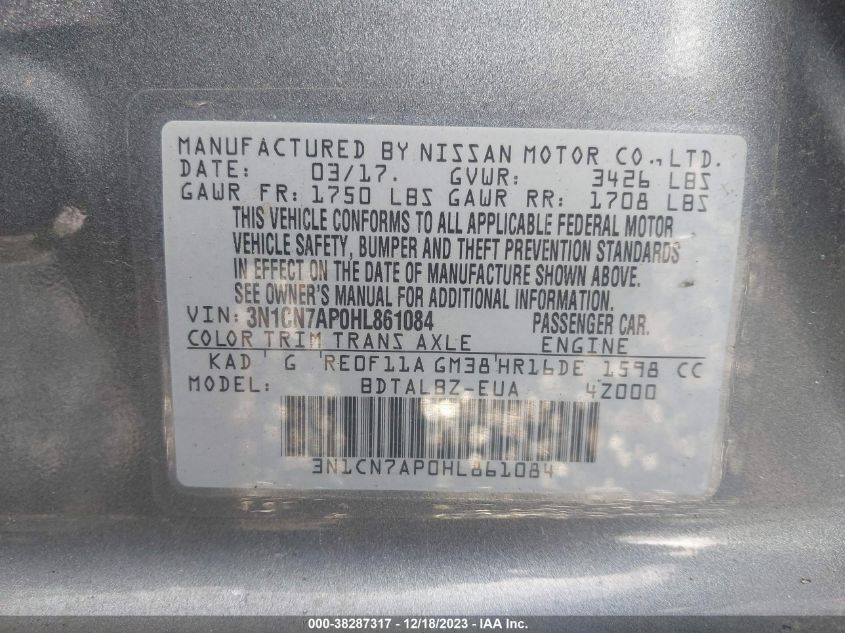 MANUFACTURED BY NISSAN MOTOR CO.,LTD.
DATE: 03/17. GVWR: 3426 LBS
GAWR FR: 1750 LBS GAWR RR: 1708 LBS
THIS VEHICLE CONFORMS TO ALL APPLICABLE FEDERAL MOTOR
VEHICLE SAFETY, BUMPER AND THEFT PREVENTION STANDARDS
IN EFFECT ON THE DATE OF MANUFACTURE SHOWN ABOVE.
SEE OWNER'S MANUAL FOR ADDITIONAL INFORMATION.
VIN: 3N1CN7AP0HL861084 PASSENGER CAR.
COLOR TRIM TRANS AXLE ENGINE
KAD ' G 'RE0F11A GM38'HR16DE 1598 CC
MODEL: BDTALBZ-EUA 4Z000
3N1CN7AP0HL861084
000-38287317 - 12/18/2023 - IAA Inc.